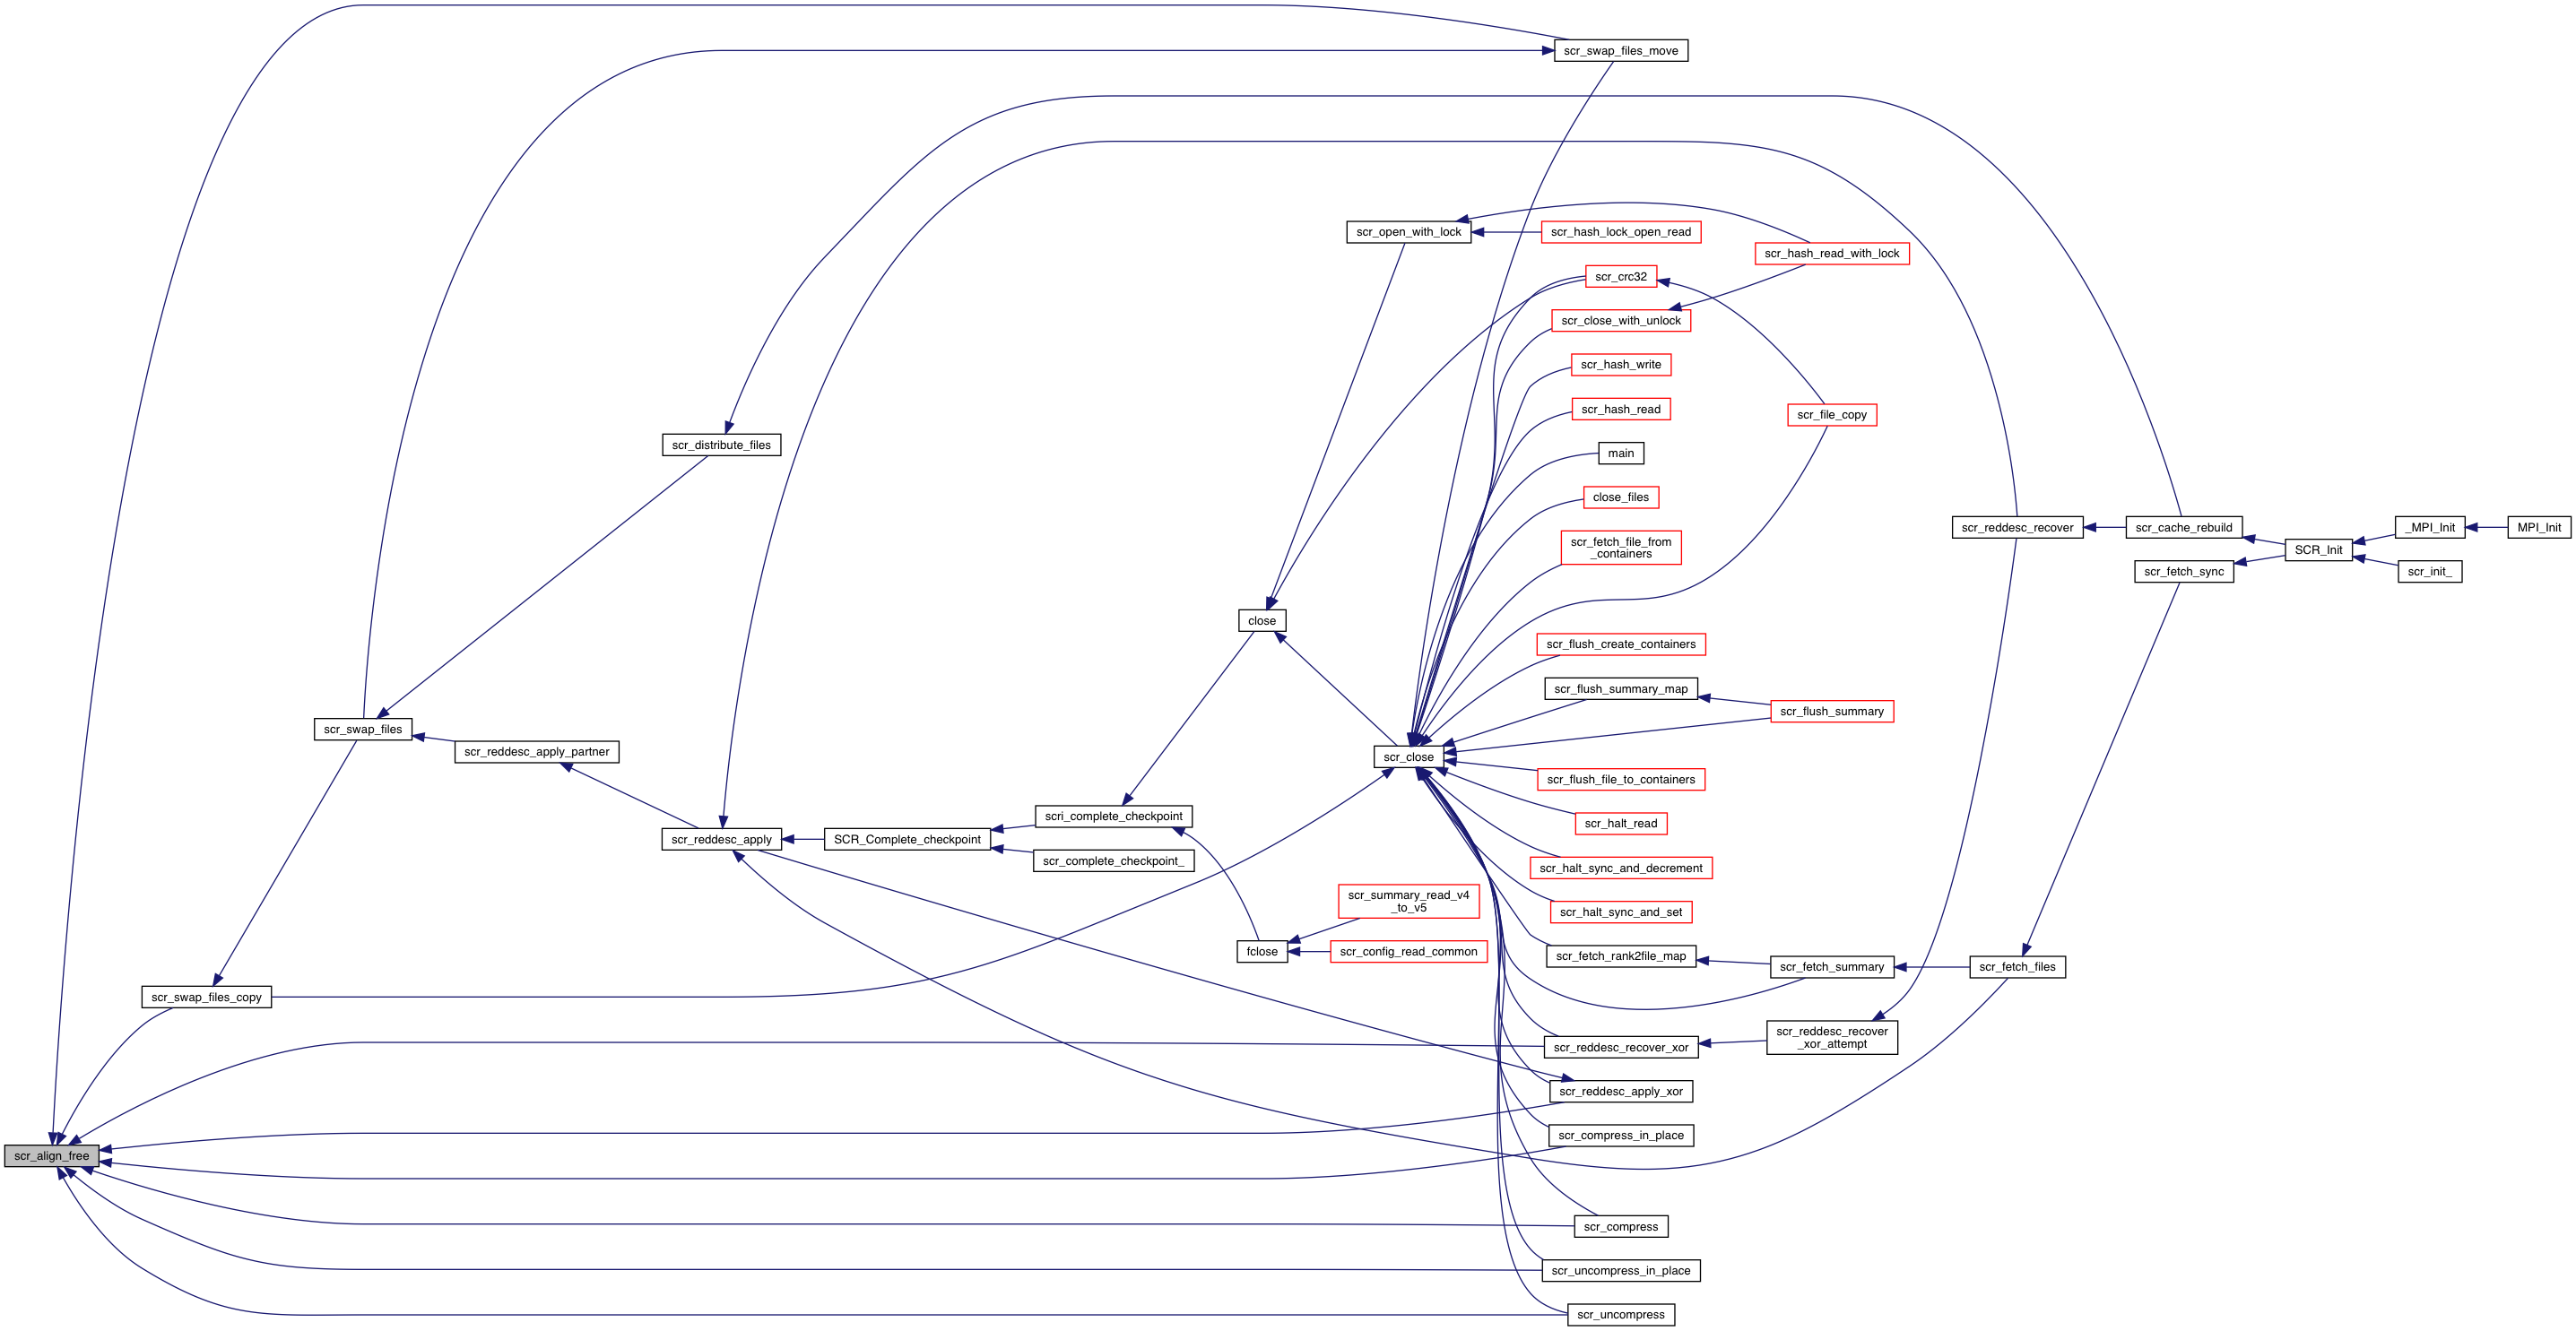 scr_swap_files_move
scr_open_with_lock
scr_hash_lock_open_read
scr_hash_read_with_lock
scr_crc32
scr_close_with_unlock
scr_hash_write
scr_hash_read
scr_file_copy
scr_distribute_files
main
close_files
scr_reddesc_recover
scr_cache_rebuild
_MPI_Init
MPI_Init
SCR_Init
scr_fetch_file_from
_containers
scr_fetch_sync
scr_init_
close
scr_flush_create_containers
scr_flush_summary_map
scr_flush_summary
scr_swap_files
scr_reddesc_apply_partner
scr_close
scr_flush_file_to_containers
scri_complete_checkpoint
scr_halt_read
scr_reddesc_apply
SCR_Complete_checkpoint
scr_complete_checkpoint_
scr_halt_sync_and_decrement
scr_summary_read_v4
_to_v5
scr_halt_sync_and_set
fclose
scr_config_read_common
scr_fetch_rank2file_map
scr_fetch_summary
scr_fetch_files
scr_swap_files_copy
scr_reddesc_recover
_xor_attempt
scr_reddesc_recover_xor
scr_reddesc_apply_xor
scr_compress_in_place
scr_align_free
scr_compress
scr_uncompress_in_place
scr_uncompress